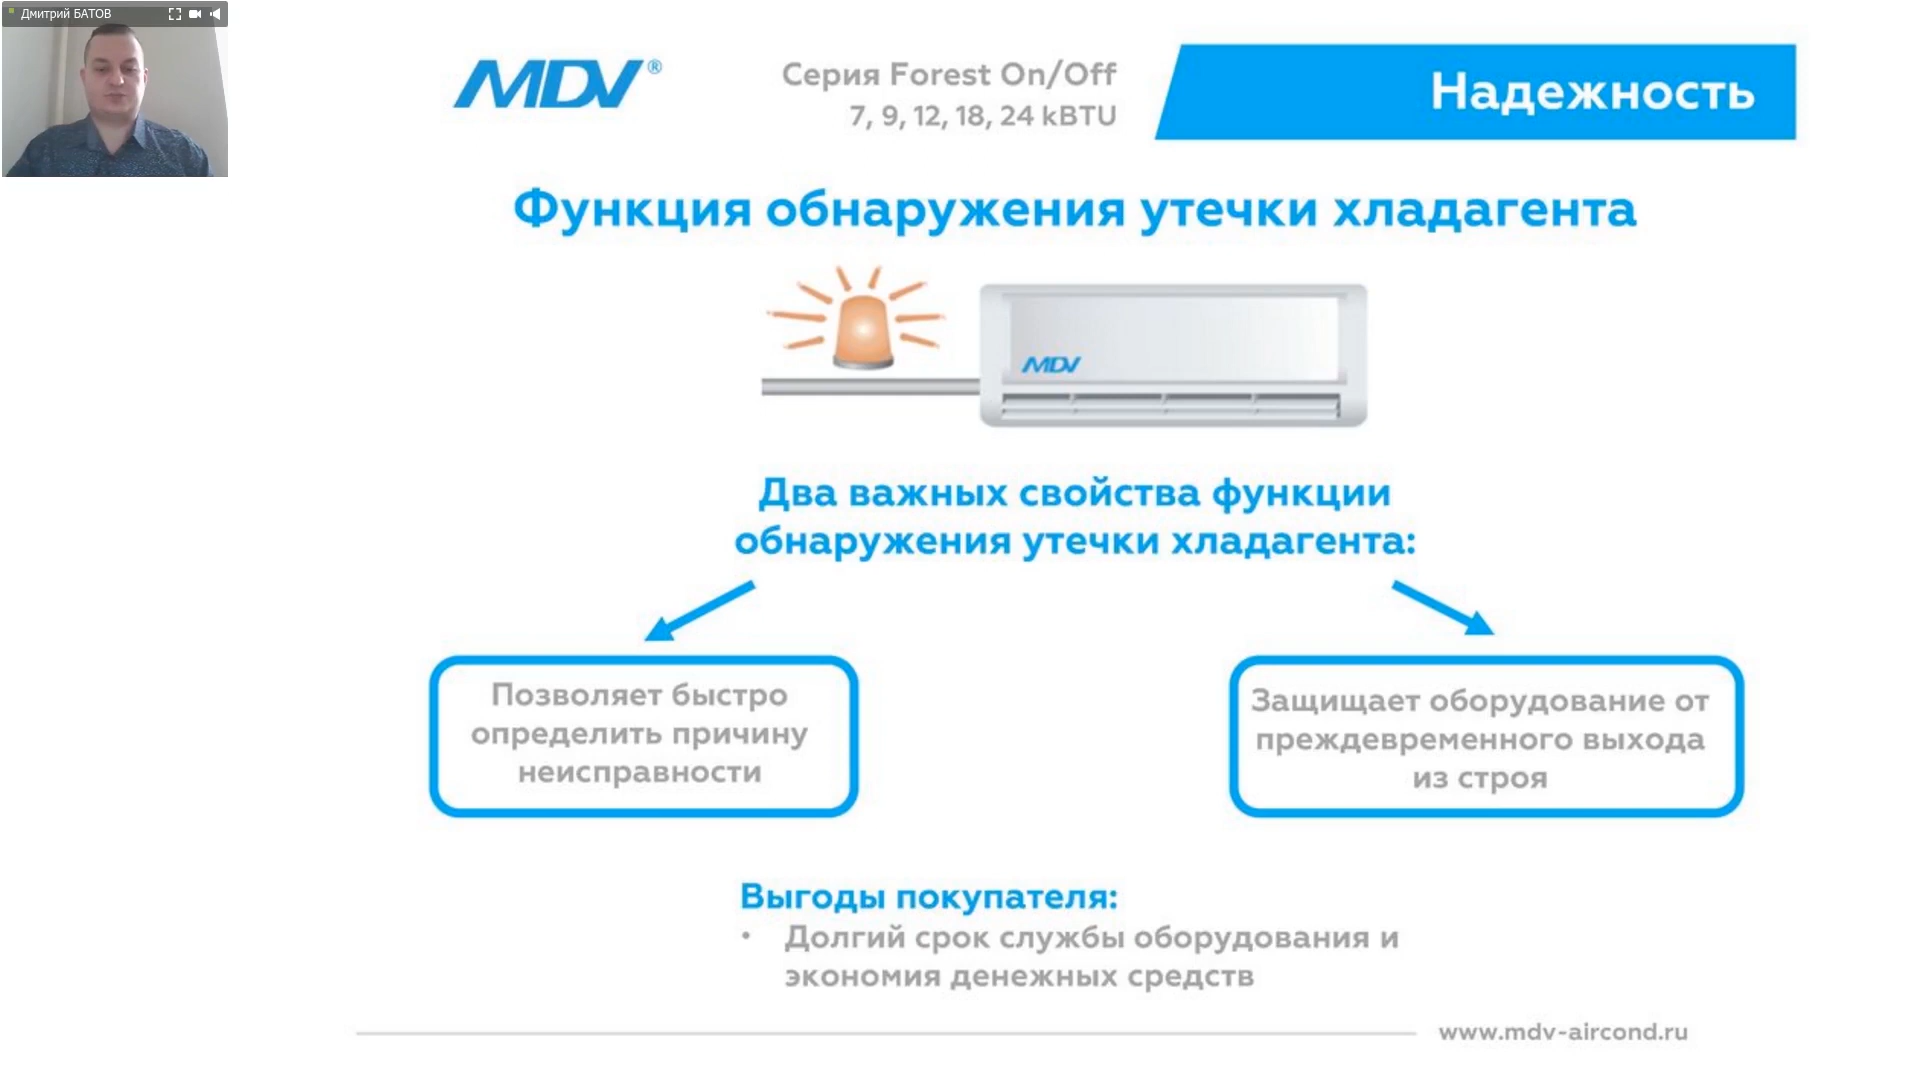 Дмитрий БАТОВ
MDV®
Серия Forest On/Off
7, 9, 12, 18, 24 kBTU
Надежность
Функция обнаружения утечки хладагента
MDV
Два важных свойства функции
обнаружения утечки хладагента:
Позволяет быстро
определить причину
неисправности
Защищает оборудование от
преждевременного выхода
из строя
Выгоды покупателя:
• Долгий срок службы оборудования и
экономия денежных средств
www.mdv-aircond.ru